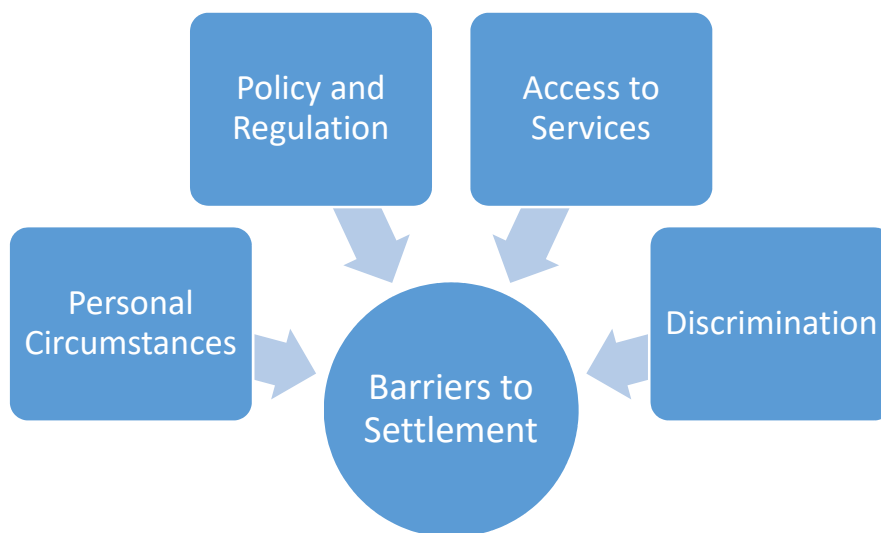 Policy and
Regulation
Access to
Services
Personal
Circumstances
Discrimination
Barriers to
Settlement